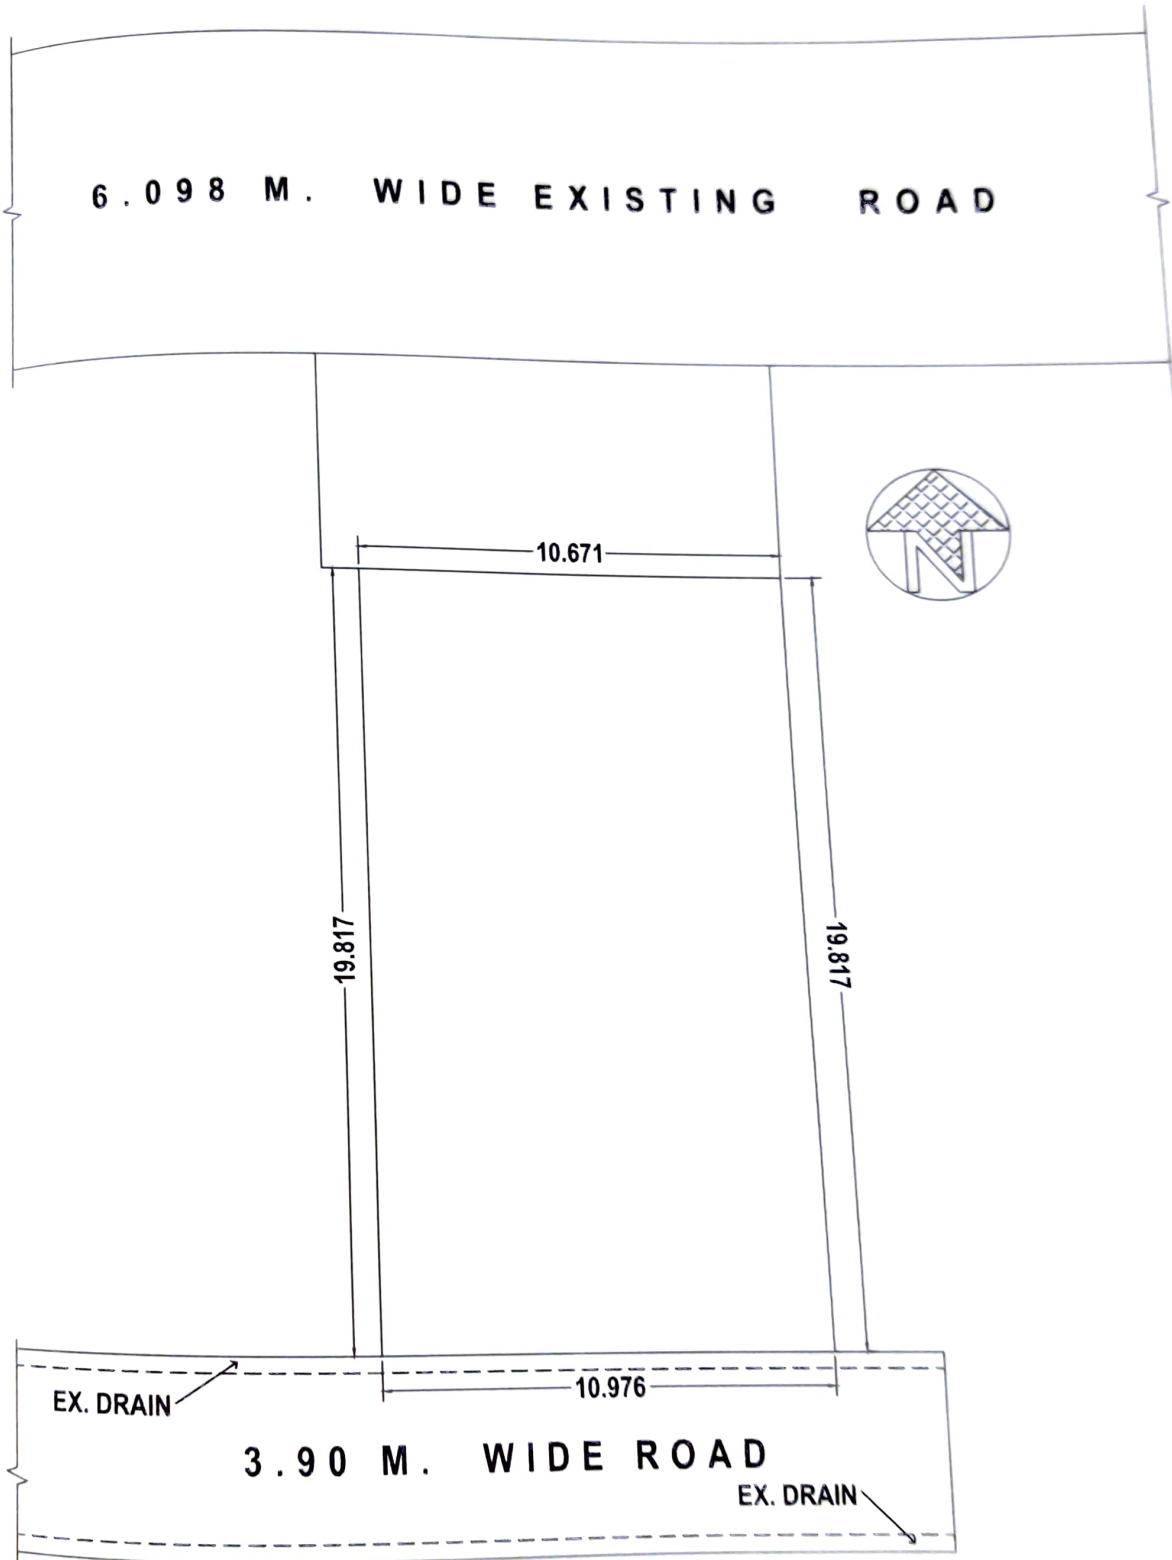 6.098 M. WIDE EXISTING ROAD
10.671
N
19.817
19.817
10.976
EX. DRAIN
3.90 M. WIDE ROAD
EX. DRAIN